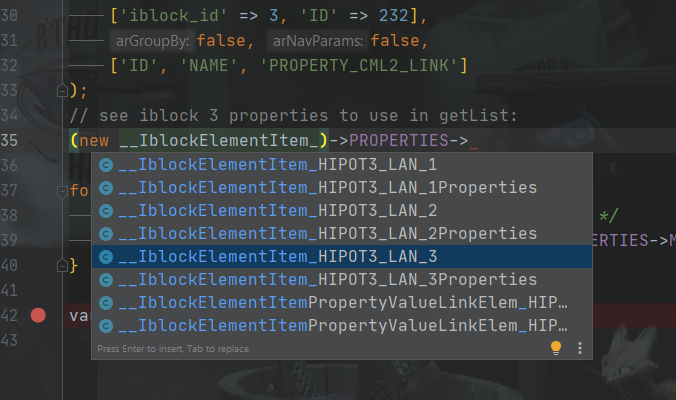 ['iblock_id' => 3, 'ID' => 232],
30
31 arGroupBy: false, arNavParams: false,
32 ['ID', 'NAME', 'PROPERTY_CML2_LINK']
33 );
34 // see iblock 3 properties to use in getList:
35 (new __IblockElementItem_)->PROPERTIES->
36 __IblockElementItem_HIPOT3_LAN_1
__IblockElementItem_HIPOT3_LAN_1Properties
37 fo
__IblockElementItem_HIPOT3_LAN_2
38 */
__IblockElementItem_HIPOT3_LAN_2Properties
39 ERTIES->M
__IblockElementItem_HIPOT3_LAN_3
40 }
__IblockElementItem_HIPOT3_LAN_3Properties
41
__IblockElementItemPropertyValueLinkElem_HIP…
42 va
__IblockElementItemPropertyValueLinkElem_HIP…
43
Press Enter to insert, Tab to replace